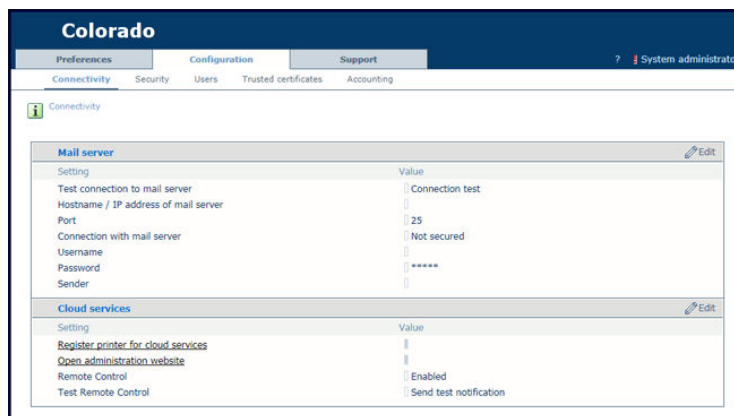 Colorado
Preferences Configuration Support ? System administrato
Connectivity Security Users Trusted certificates Accounting
Connectivity
Mail server Edit
Setting Value
Test connection to mail server Connection test
Hostname / IP address of mail server
Port 25
Connection with mail server Not secured
Username
Password *****
Sender
Cloud services Edit
Setting Value
Register printer for cloud services
Open administration website
Remote Control Enabled
Test Remote Control Send test notification